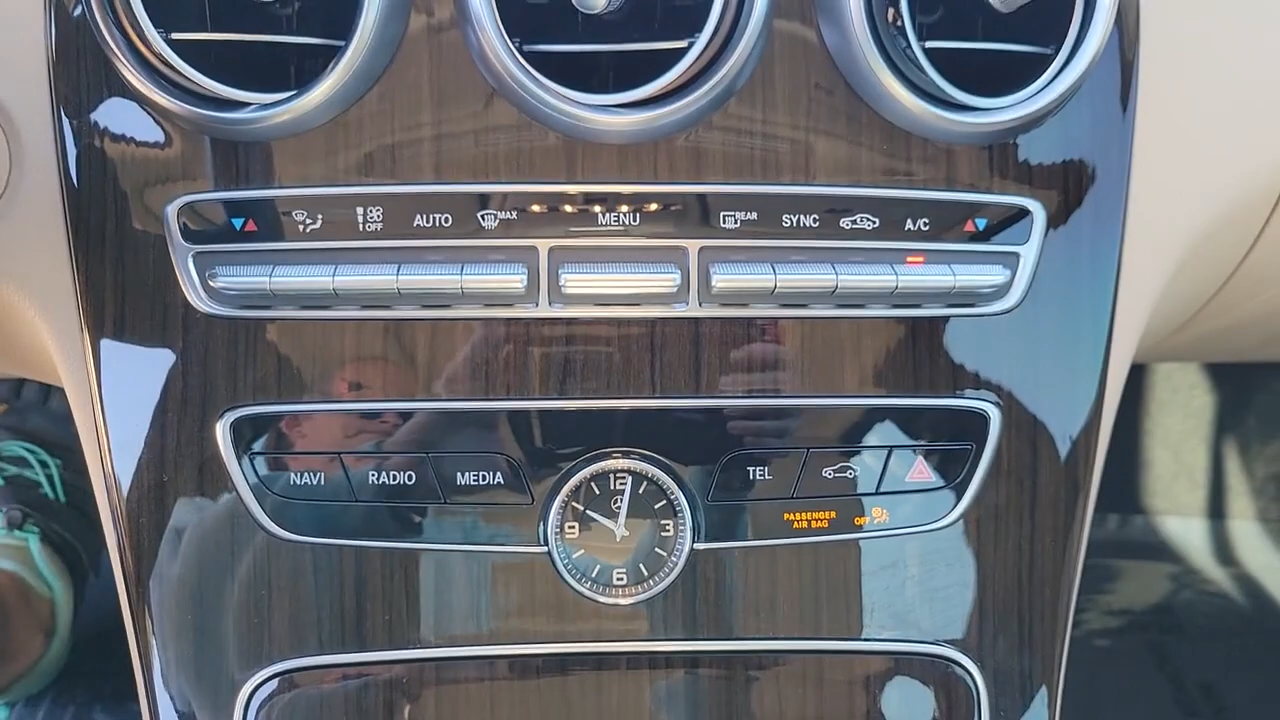 OFF
AUTO
MAX
MENU
REAR
SYNC
A/C
NAVI
RADIO
MEDIA
TEL
12
3
6
9
PASSENGER
AIR BAG
OFF